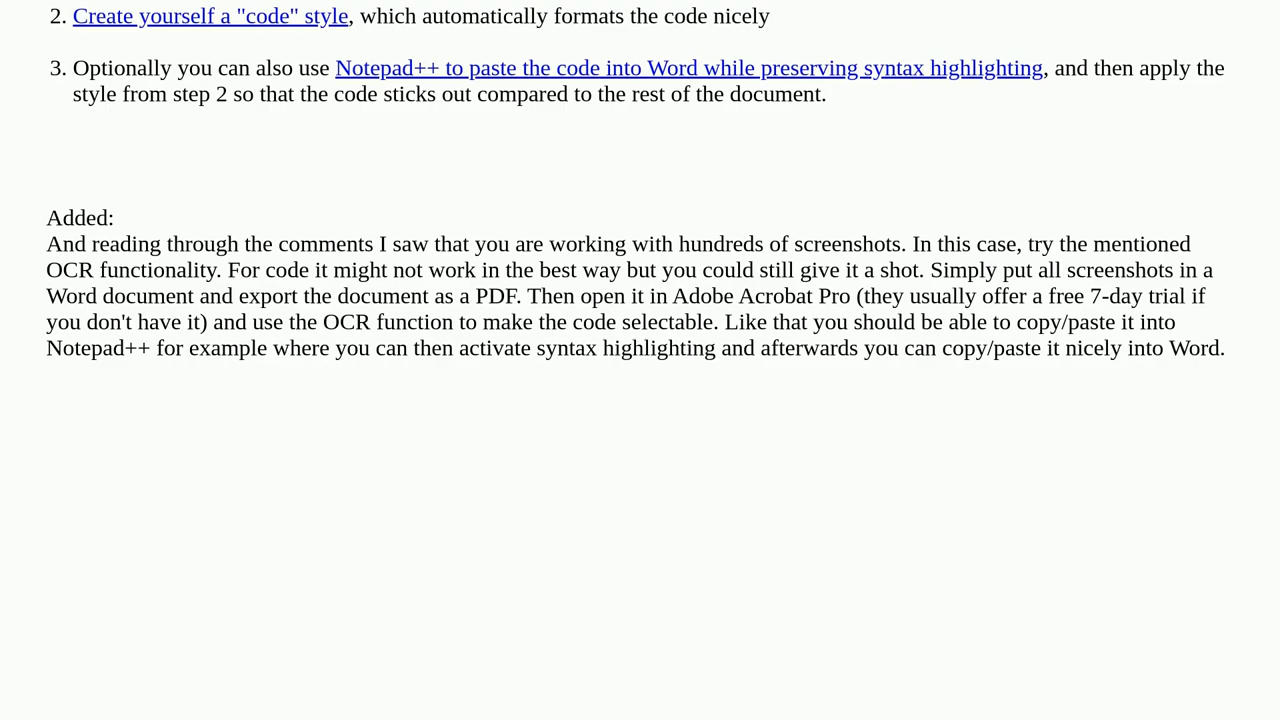 2. Create yourself a "code" style, which automatically formats the code nicely
3. Optionally you can also use Notepad++ to paste the code into Word while preserving syntax highlighting, and then apply the
style from step 2 so that the code sticks out compared to the rest of the document.
Added:
And reading through the comments I saw that you are working with hundreds of screenshots. In this case, try the mentioned
OCR functionality. For code it might not work in the best way but you could still give it a shot. Simply put all screenshots in a
Word document and export the document as a PDF. Then open it in Adobe Acrobat Pro (they usually offer a free 7-day trial if
you don't have it) and use the OCR function to make the code selectable. Like that you should be able to copy/paste it into
Notepad++ for example where you can then activate syntax highlighting and afterwards you can copy/paste it nicely into Word.